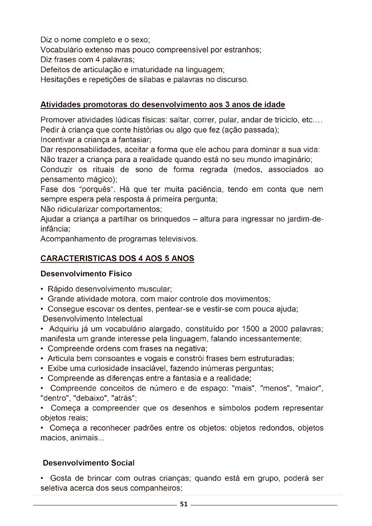 Diz o nome completo e o sexo;
Vocabulário extenso mas pouco compreensível por estranhos;
Diz frases com 4 palavras;
Defeitos de articulação e imaturidade na linguagem;
Hesitações e repetições de sílabas e palavras no discurso.
Atividades promotoras do desenvolvimento aos 3 anos de idade
Promover atividades lúdicas físicas: saltar, correr, pular, andar de triciclo, etc….
Pedir à criança que conte histórias ou algo que fez (ação passada);
Incentivar a criança a fantasiar;
Dar responsabilidades, aceitar a forma que ele achou para dominar a sua vida:
Não trazer a criança para a realidade quando está no seu mundo imaginário;
Conduzir os rituais de sono de forma regrada (medos, associados ao
pensamento mágico);
Fase dos "porquês". Há que ter muita paciência, tendo em conta que nem
sempre espera pela resposta à primeira pergunta;
Não ridicularizar comportamentos;
Ajudar a criança a partilhar os brinquedos – altura para ingressar no jardim-de-
infância;
Acompanhamento de programas televisivos.
CARACTERISTICAS DOS 4 AOS 5 ANOS
Desenvolvimento Físico
• Rápido desenvolvimento muscular;
• Grande atividade motora, com maior controle dos movimentos;
• Consegue escovar os dentes, pentear-se e vestir-se com pouca ajuda;
Desenvolvimento Intelectual
• Adquiriu já um vocabulário alargado, constituído por 1500 a 2000 palavras;
manifesta um grande interesse pela linguagem, falando incessantemente;
• Compreende ordens com frases na negativa;
• Articula bem consoantes e vogais e constrói frases bem estruturadas;
• Exibe uma curiosidade insaciável, fazendo inúmeras perguntas;
• Compreende as diferenças entre a fantasia e a realidade;
• Compreende conceitos de número e de espaço: "mais", "menos", "maior",
"dentro", "debaixo", "atrás";
• Começa a compreender que os desenhos e símbolos podem representar
objetos reais;
• Começa a reconhecer padrões entre os objetos: objetos redondos, objetos
macios, animais...
Desenvolvimento Social
• Gosta de brincar com outras crianças; quando está em grupo, poderá ser
seletiva acerca dos seus companheiros;
51